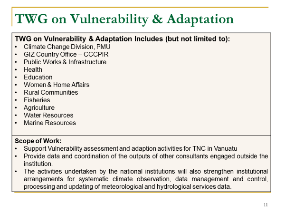 TWG on Vulnerability & Adaptation
TWG on Vulnerability & Adaptation Includes (but not limited to):
• Climate Change Division, PMU
• GIZ Country Office – CCCPIR
• Public Works & Infrastructure
• Health
• Education
• Women & Home Affairs
• Rural Communities
• Fisheries
• Agriculture
• Water Resources
• Marine Resources
Scope of Work:
• Support Vulnerability assessment and adaption activities for TNC in Vanuatu
• Provide data and coordination of the outputs of other consultants engaged outside the
institution.
• The activities undertaken by the national institutions will also strengthen institutional
arrangements for systematic climate observation, data management and control,
processing and updating of meteorological and hydrological services data.